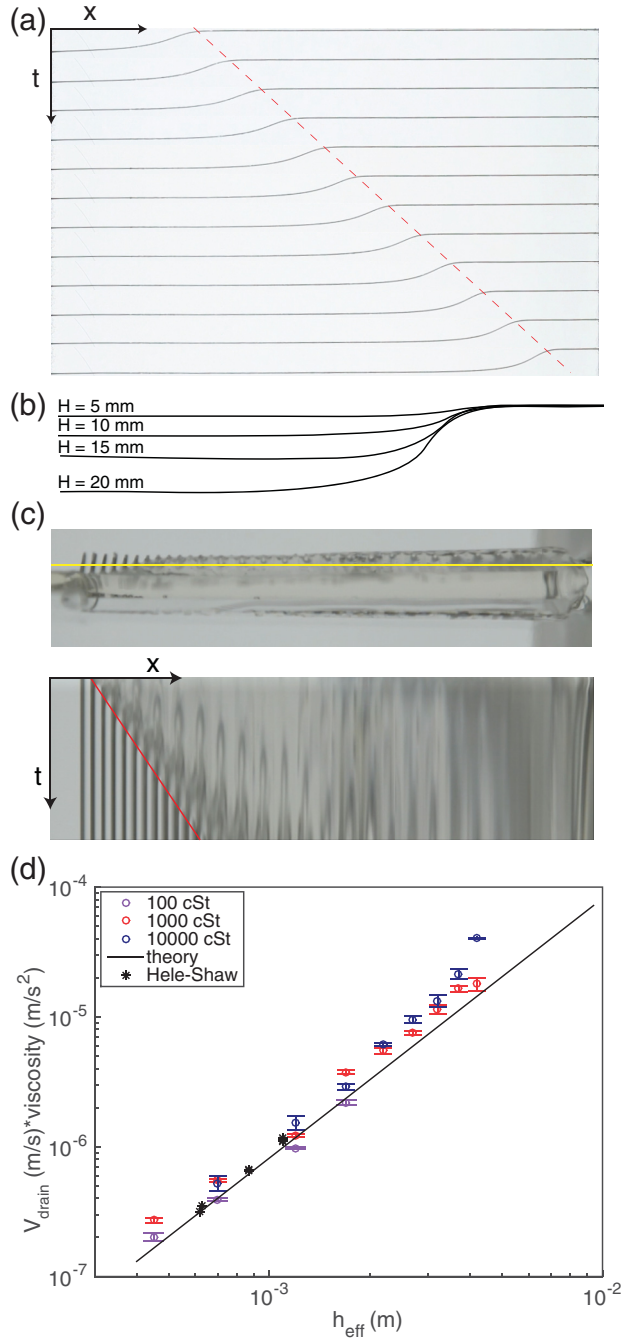 (a)
x
t
(b)
H = 5 mm
H = 10 mm
H = 15 mm
H = 20 mm
(c)
x
t
(d)
10⁻⁴
100 cSt
1000 cSt
10000 cSt
theory
Hele-Shaw
10⁻⁵
10⁻⁶
10⁻⁷
V_drain (m/s)*viscosity (m/s²)
10⁻³
10⁻²
h_eff (m)